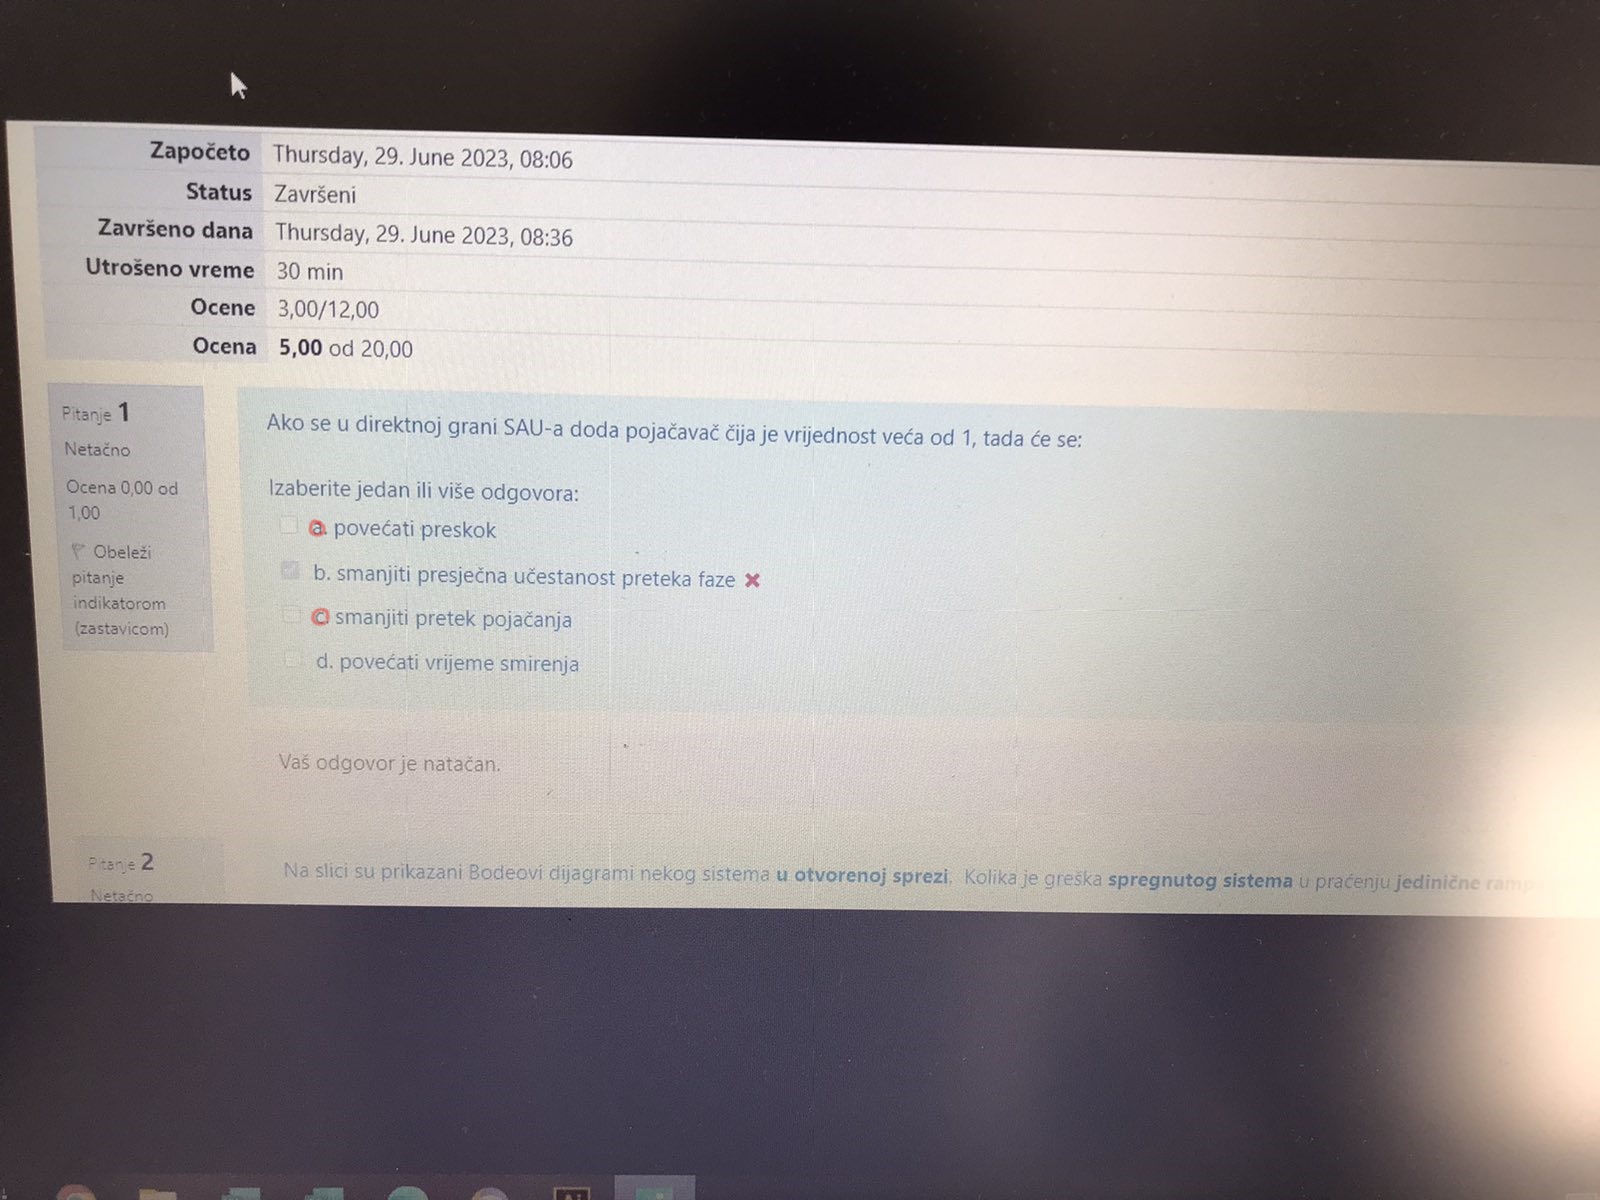 Započeto Thursday, 29. June 2023, 08:06
Status Završeni
Završeno dana Thursday, 29. June 2023, 08:36
Utrošeno vreme 30 min
Ocene 3,00/12,00
Ocena 5,00 od 20,00
Pitanje 1
Netačno
Ocena 0,00 od
1,00
Obeleži
pitanje
indikatorom
(zastavicom)
Ako se u direktnoj grani SAU-a doda pojačavač čija je vrijednost veća od 1, tada će se:
Izaberite jedan ili više odgovora:
a. povećati preskok
b. smanjiti presječna učestanost preteka faze
c. smanjiti pretek pojačanja
d. povećati vrijeme smirenja
Vaš odgovor je natačan.
Pitanje 2
Netačno
Na slici su prikazani Bodeovi dijagrami nekog sistema u otvorenoj sprezi. Kolika je greška spregnutog sistema u praćenju jedinične rampe